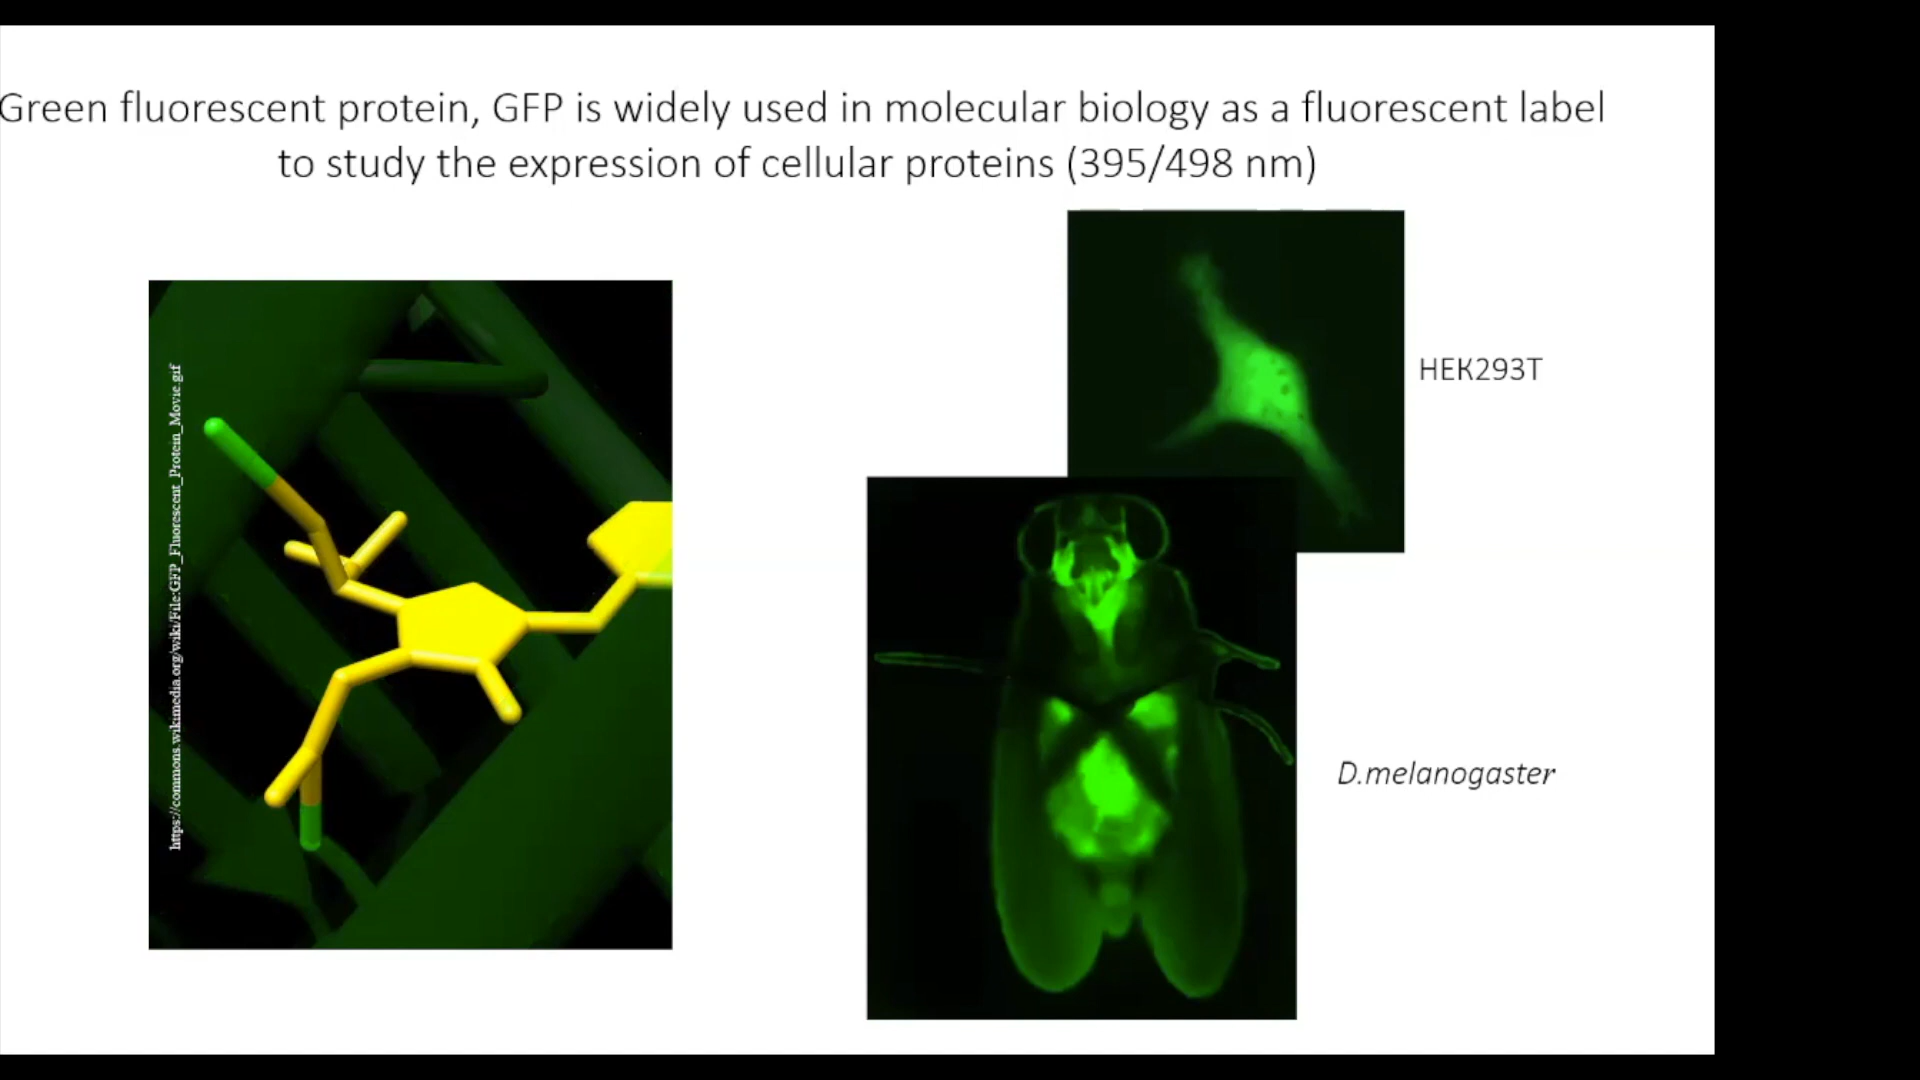 Green fluorescent protein, GFP is widely used in molecular biology as a fluorescent label
to study the expression of cellular proteins (395/498 nm)
https://commons.wikimedia.org/wiki/File:GFP_Fluorescent_Protein_Movie.gif
HEK293T
D.melanogaster